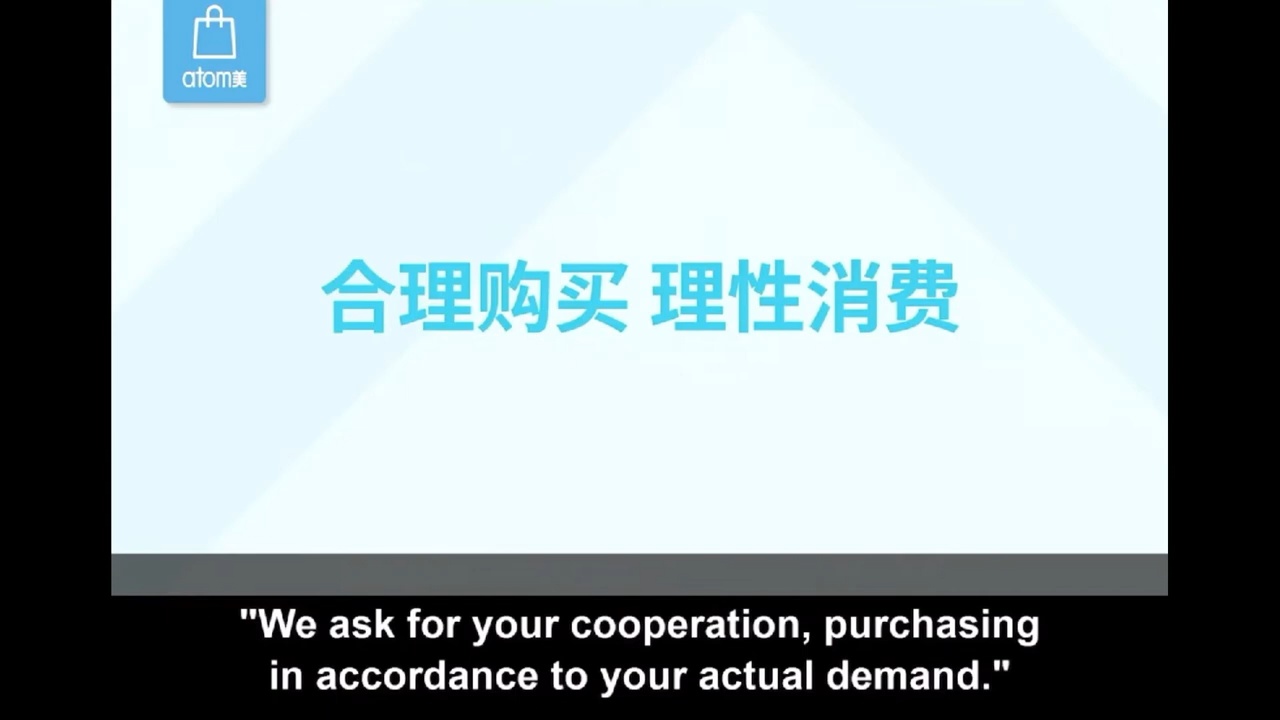 atom美
合理购买 理性消费
"We ask for your cooperation, purchasing
in accordance to your actual demand."